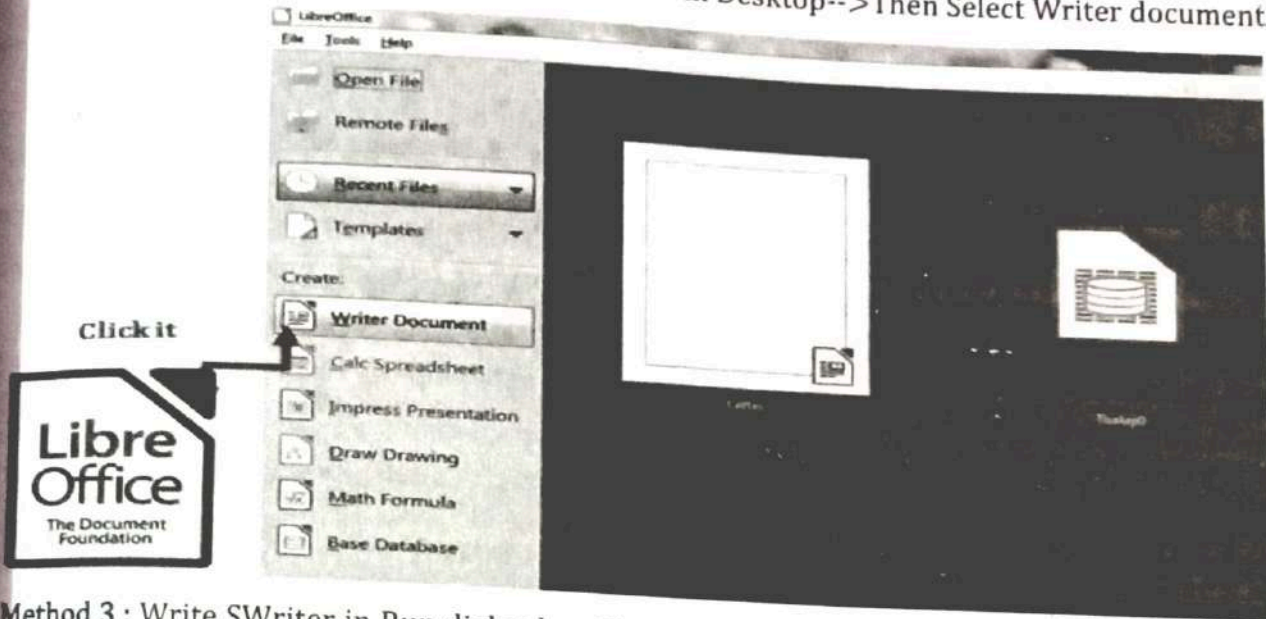 Desktop-->Then Select Writer document
LibreOffice
File Tools Help
Open File
Remote Files
Recent Files
Templates
Create:
Writer Document
Calc Spreadsheet
Impress Presentation
Draw Drawing
Math Formula
Base Database
Click it
Libre
Office
The Document
Foundation
Method 3 : Write SWriter in Run